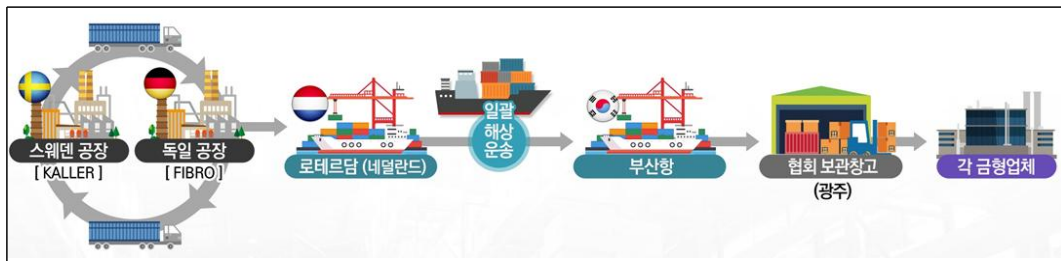 스웨덴 공장
[ KALLER ]
독일 공장
[ FIBRO ]
로테르담 (네덜란드)
일괄
해상
운송
부산항
협회 보관창고
(광주)
각 금형업체